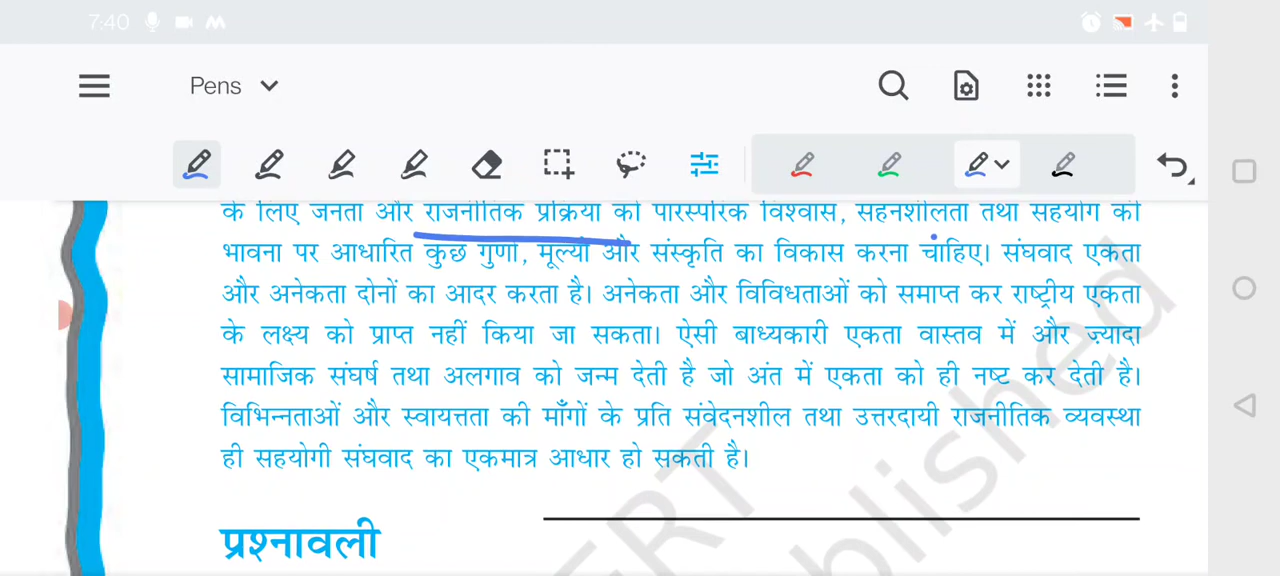 7:40
Pens
के लिए जनता और राजनीतिक प्रक्रिया को पारस्परिक विश्वास, सहनशीलता तथा सहयोग की
भावना पर आधारित कुछ गुणों, मूल्यों और संस्कृति का विकास करना चाहिए। संघवाद एकता
और अनेकता दोनों का आदर करता है। अनेकता और विविधताओं को समाप्त कर राष्ट्रीय एकता
के लक्ष्य को प्राप्त नहीं किया जा सकता। ऐसी बाध्यकारी एकता वास्तव में और ज़्यादा
सामाजिक संघर्ष तथा अलगाव को जन्म देती है जो अंत में एकता को ही नष्ट कर देती है।
विभिन्नताओं और स्वायत्तता की माँगों के प्रति संवेदनशील तथा उत्तरदायी राजनीतिक व्यवस्था
ही सहयोगी संघवाद का एकमात्र आधार हो सकती है।
प्रश्नावली